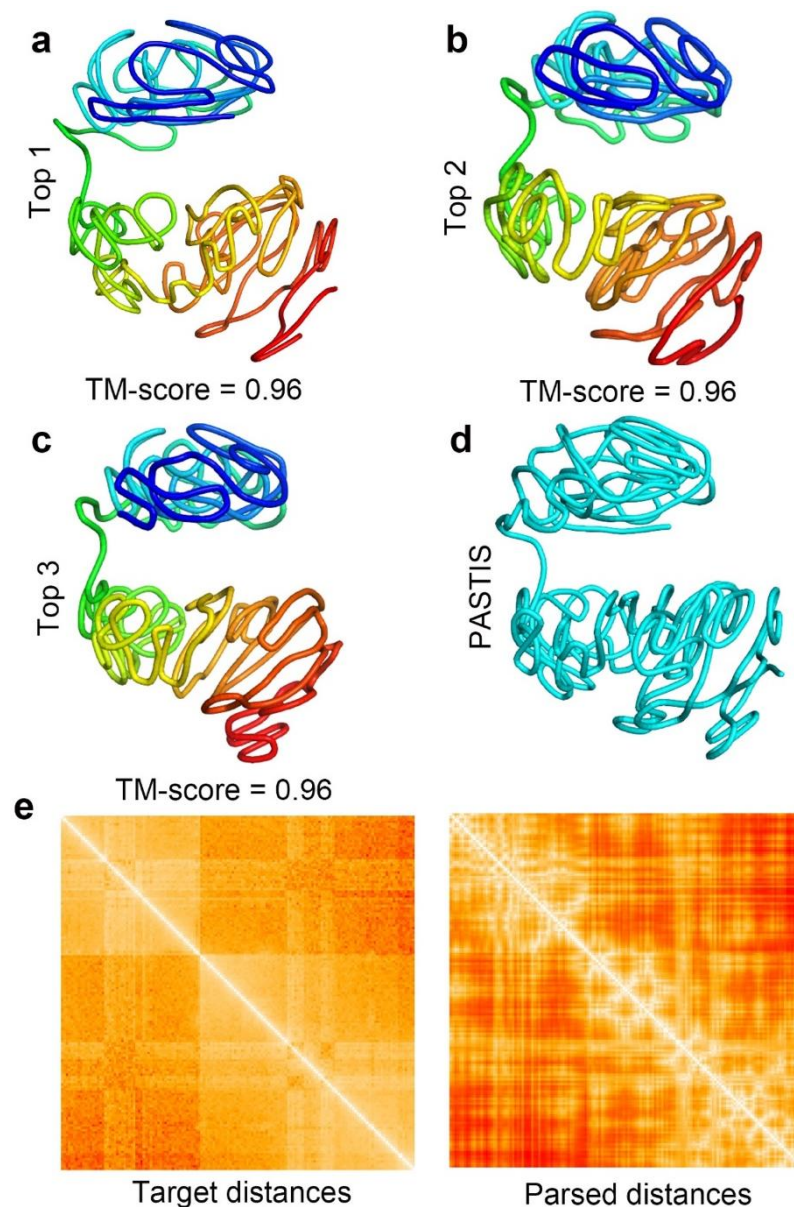 a
b
Top 1
Top 2
TM-score = 0.96
TM-score = 0.96
c
d
Top 3
PASTIS
TM-score = 0.96
e
Target distances
Parsed distances